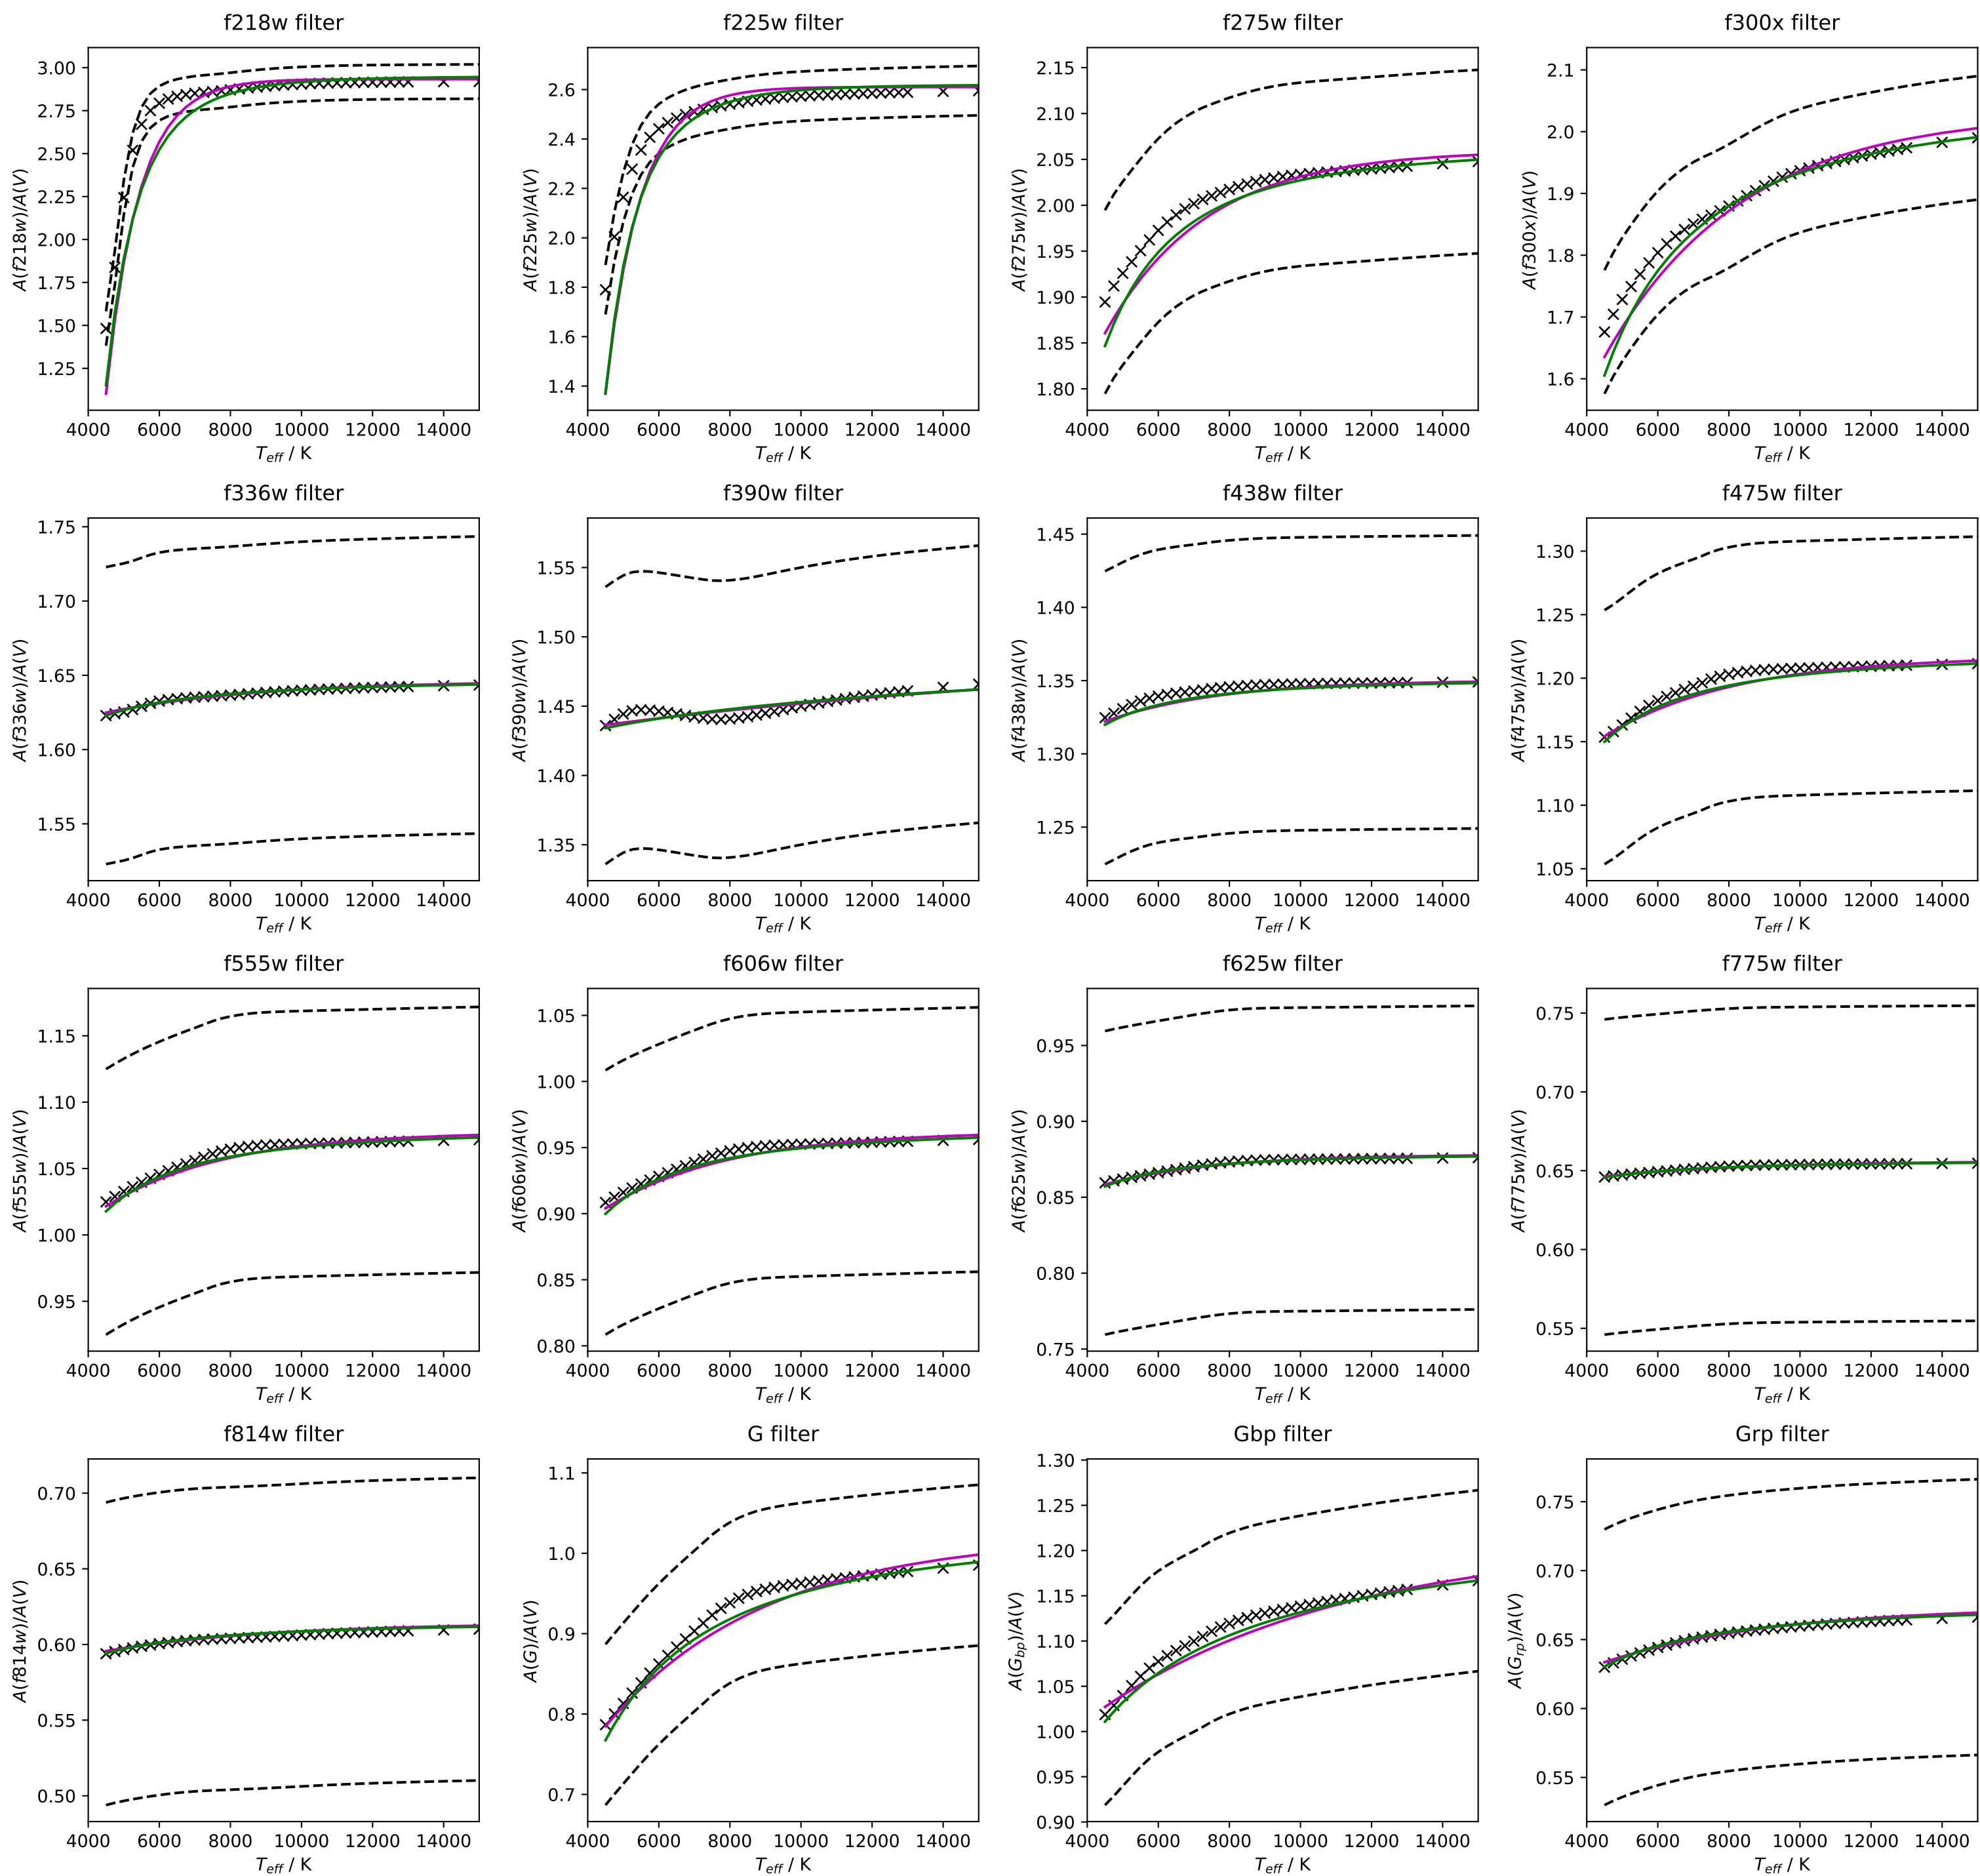 f218w filter
f225w filter
f275w filter
f300x filter
A(f218w)/A(V)
3.00
2.75
2.50
2.25
2.00
1.75
1.50
1.25
4000 6000 8000 10000 12000 14000
T_eff / K
A(f225w)/A(V)
2.6
2.4
2.2
2.0
1.8
1.6
1.4
4000 6000 8000 10000 12000 14000
T_eff / K
A(f275w)/A(V)
2.15
2.10
2.05
2.00
1.95
1.90
1.85
1.80
4000 6000 8000 10000 12000 14000
T_eff / K
A(f300x)/A(V)
2.1
2.0
1.9
1.8
1.7
1.6
4000 6000 8000 10000 12000 14000
T_eff / K
f336w filter
f390w filter
f438w filter
f475w filter
A(f336w)/A(V)
1.75
1.70
1.65
1.60
1.55
4000 6000 8000 10000 12000 14000
T_eff / K
A(f390w)/A(V)
1.55
1.50
1.45
1.40
1.35
4000 6000 8000 10000 12000 14000
T_eff / K
A(f438w)/A(V)
1.45
1.40
1.35
1.30
1.25
4000 6000 8000 10000 12000 14000
T_eff / K
A(f475w)/A(V)
1.30
1.25
1.20
1.15
1.10
1.05
4000 6000 8000 10000 12000 14000
T_eff / K
f555w filter
f606w filter
f625w filter
f775w filter
A(f555w)/A(V)
1.15
1.10
1.05
1.00
0.95
4000 6000 8000 10000 12000 14000
T_eff / K
A(f606w)/A(V)
1.05
1.00
0.95
0.90
0.85
0.80
4000 6000 8000 10000 12000 14000
T_eff / K
A(f625w)/A(V)
0.95
0.90
0.85
0.80
0.75
4000 6000 8000 10000 12000 14000
T_eff / K
A(f775w)/A(V)
0.75
0.70
0.65
0.60
0.55
4000 6000 8000 10000 12000 14000
T_eff / K
f814w filter
G filter
Gbp filter
Grp filter
A(f814w)/A(V)
0.70
0.65
0.60
0.55
0.50
4000 6000 8000 10000 12000 14000
T_eff / K
A(G)/A(V)
1.1
1.0
0.9
0.8
0.7
4000 6000 8000 10000 12000 14000
T_eff / K
A(G_bp)/A(V)
1.30
1.25
1.20
1.15
1.10
1.05
1.00
0.95
0.90
4000 6000 8000 10000 12000 14000
T_eff / K
A(G_rp)/A(V)
0.75
0.70
0.65
0.60
0.55
4000 6000 8000 10000 12000 14000
T_eff / K